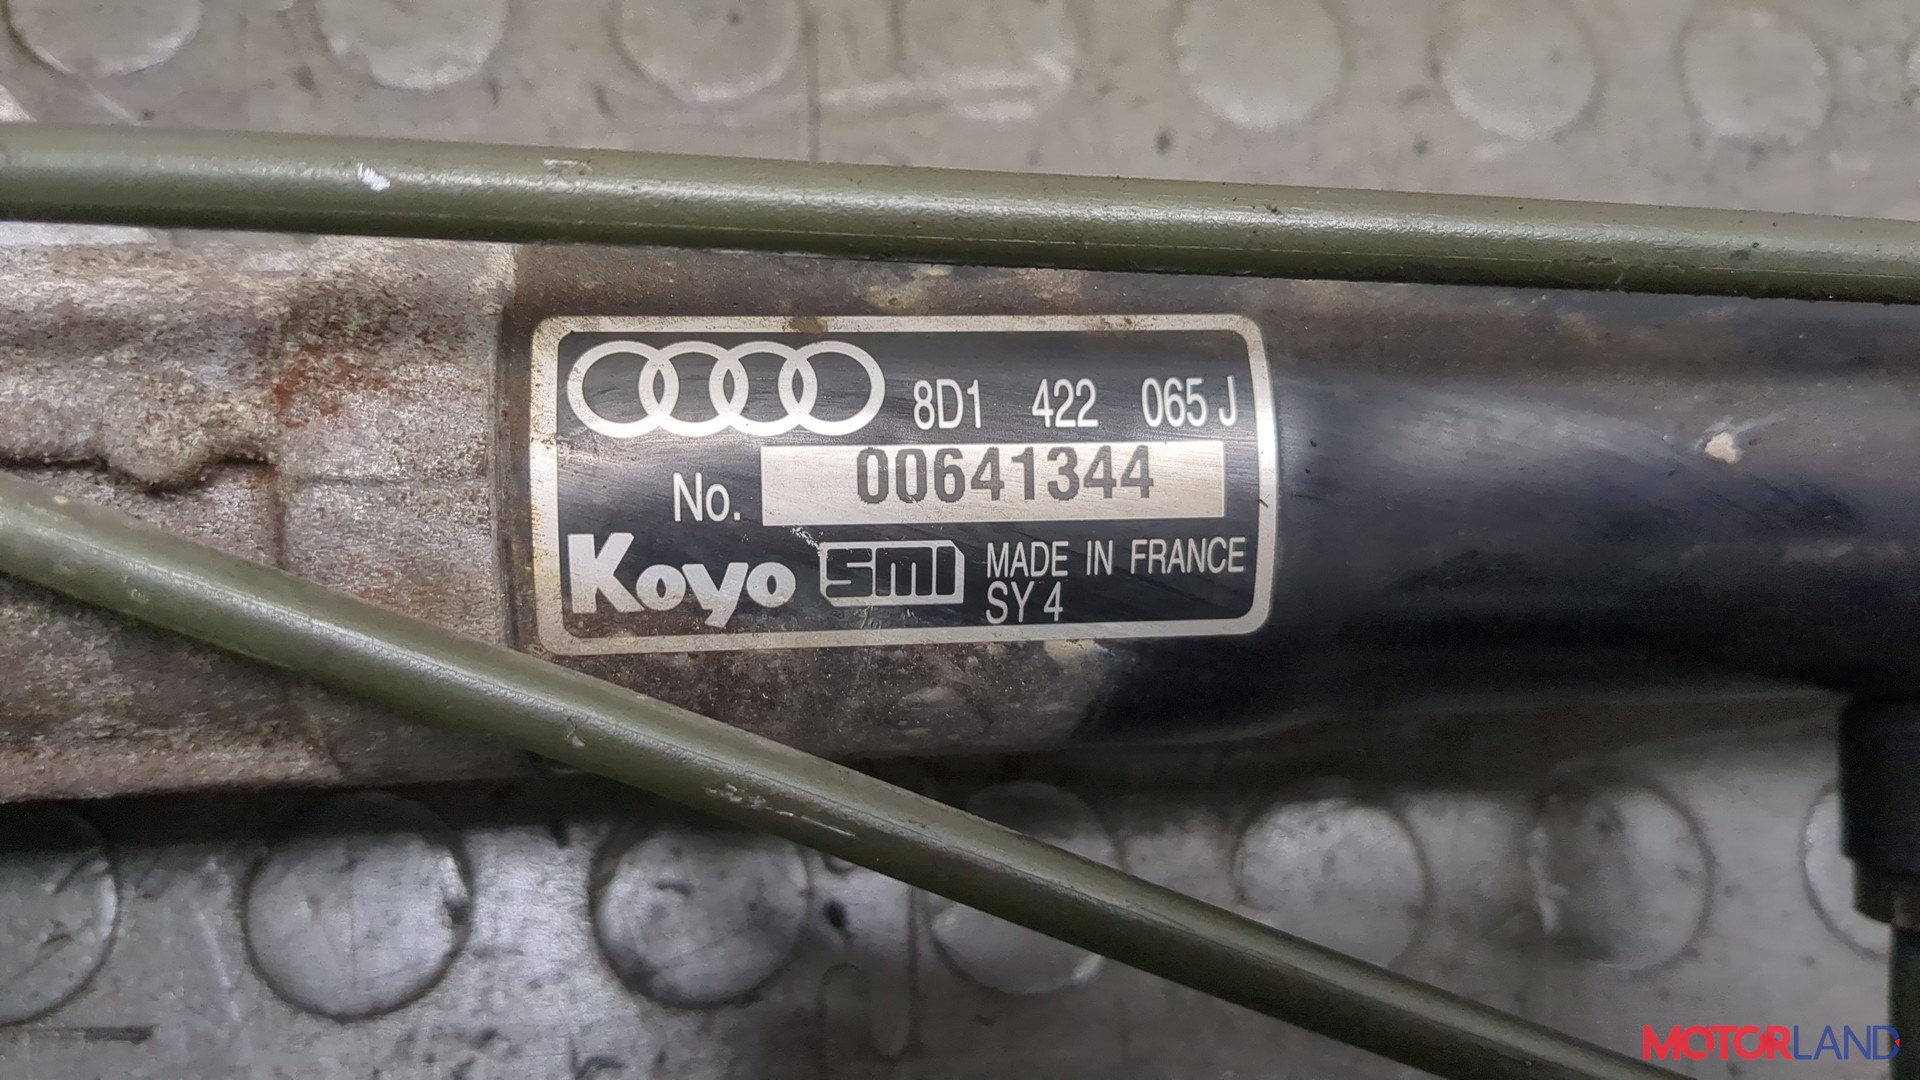 8D1 422 065 J
No. 00641344
Koyo SMI MADE IN FRANCE
SY 4
MOTORLAND